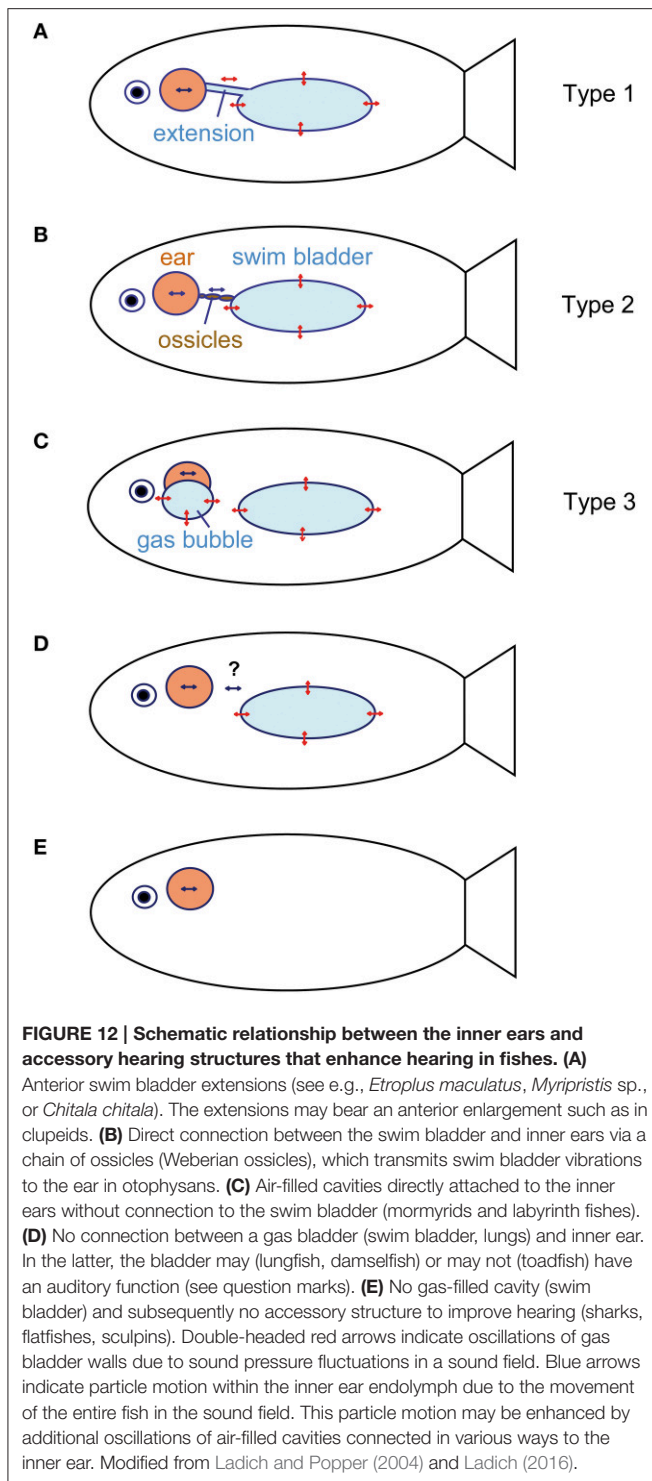 A
extension
Type 1
B
ear
swim bladder
ossicles
Type 2
C
gas bubble
Type 3
D
?
E
FIGURE 12 | Schematic relationship between the inner ears and
accessory hearing structures that enhance hearing in fishes. (A)
Anterior swim bladder extensions (see e.g., Etroplus maculatus, Myripristis sp.,
or Chitala chitala). The extensions may bear an anterior enlargement such as in
clupeids. (B) Direct connection between the swim bladder and inner ears via a
chain of ossicles (Weberian ossicles), which transmits swim bladder vibrations
to the ear in otophysans. (C) Air-filled cavities directly attached to the inner
ears without connection to the swim bladder (mormyrids and labyrinth fishes).
(D) No connection between a gas bladder (swim bladder, lungs) and inner ear.
In the latter, the bladder may (lungfish, damselfish) or may not (toadfish) have
an auditory function (see question marks). (E) No gas-filled cavity (swim
bladder) and subsequently no accessory structure to improve hearing (sharks,
flatfishes, sculpins). Double-headed red arrows indicate oscillations of gas
bladder walls due to sound pressure fluctuations in a sound field. Blue arrows
indicate particle motion within the inner ear endolymph due to the movement
of the entire fish in the sound field. This particle motion may be enhanced by
additional oscillations of air-filled cavities connected in various ways to the
inner ear. Modified from Ladich and Popper (2004) and Ladich (2016).